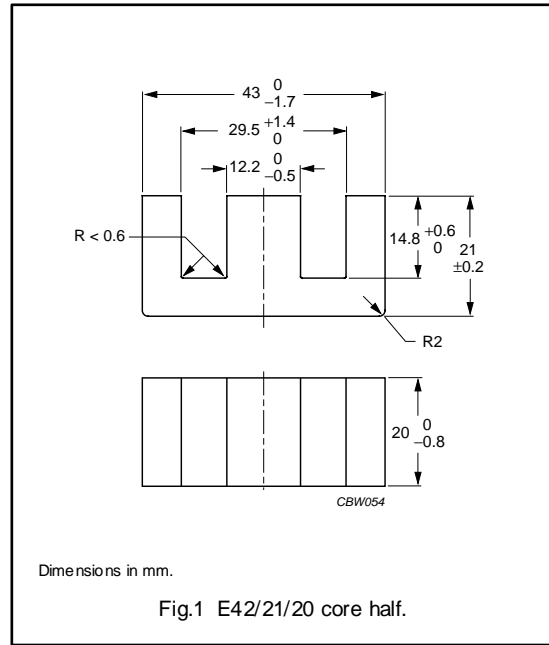 43 0 −1.7
29.5 +1.4 0
12.2 0 −0.5
R < 0.6
14.8 +0.6 0
21 ±0.2
R2
20 0 −0.8
CBW054
Dimensions in mm.
Fig.1 E42/21/20 core half.